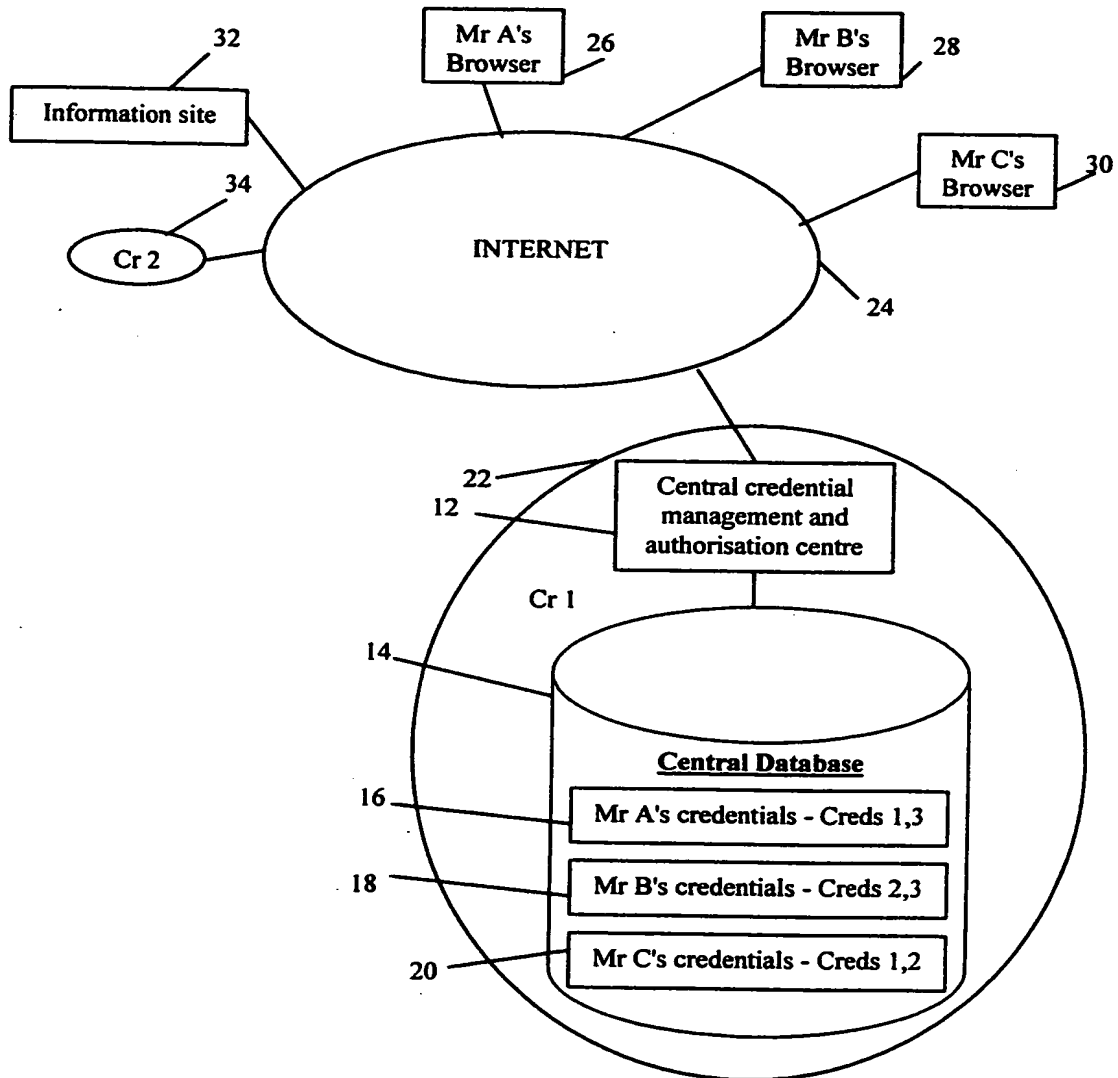 32
Mr A's
Browser
26
Mr B's
Browser
28
Information site
Mr C's
Browser
30
34
Cr 2
INTERNET
24
22
12
Central credential
management and
authorisation centre
Cr 1
14
Central Database
16
Mr A's credentials - Creds 1,3
18
Mr B's credentials - Creds 2,3
20
Mr C's credentials - Creds 1,2